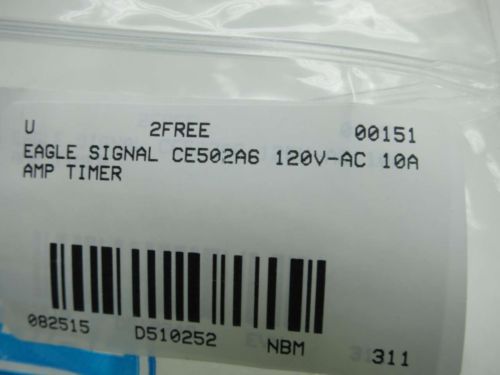 U 2FREE 00151
EAGLE SIGNAL CE502A6 120V-AC 10A
AMP TIMER
082515 D510252 NBM 311